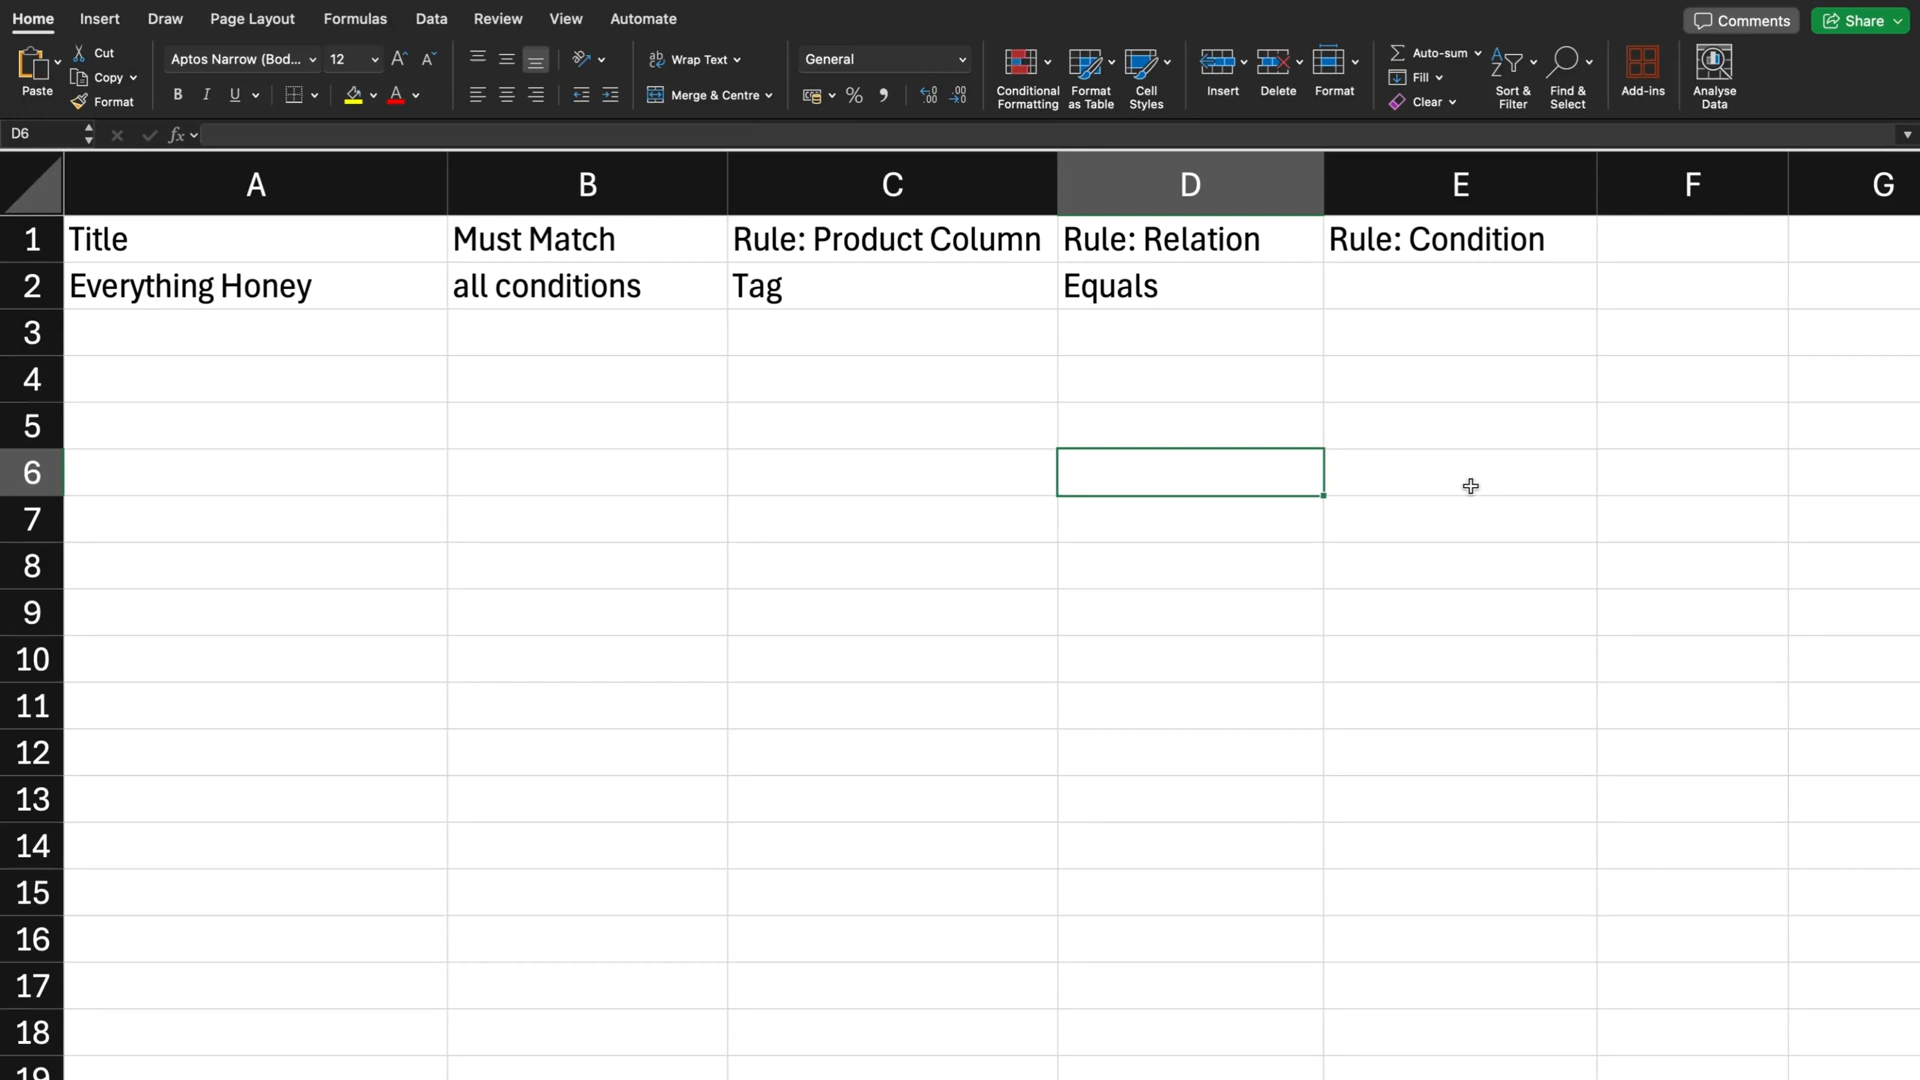 Home Insert Draw Page Layout Formulas Data Review View Automate Comments Share
Paste
Cut
Copy
Format
Aptos Narrow (Bod... 12
B I U
Wrap Text
Merge & Centre
General
Conditional Formatting
Format as Table
Cell Styles
Insert
Delete
Format
Auto-sum
Fill
Clear
Sort & Filter
Find & Select
Add-ins
Analyse Data
D6 fx
A B C D E F G
1 Title Must Match Rule: Product Column Rule: Relation Rule: Condition
2 Everything Honey all conditions Tag Equals
3
4
5
6
7
8
9
10
11
12
13
14
15
16
17
18
19